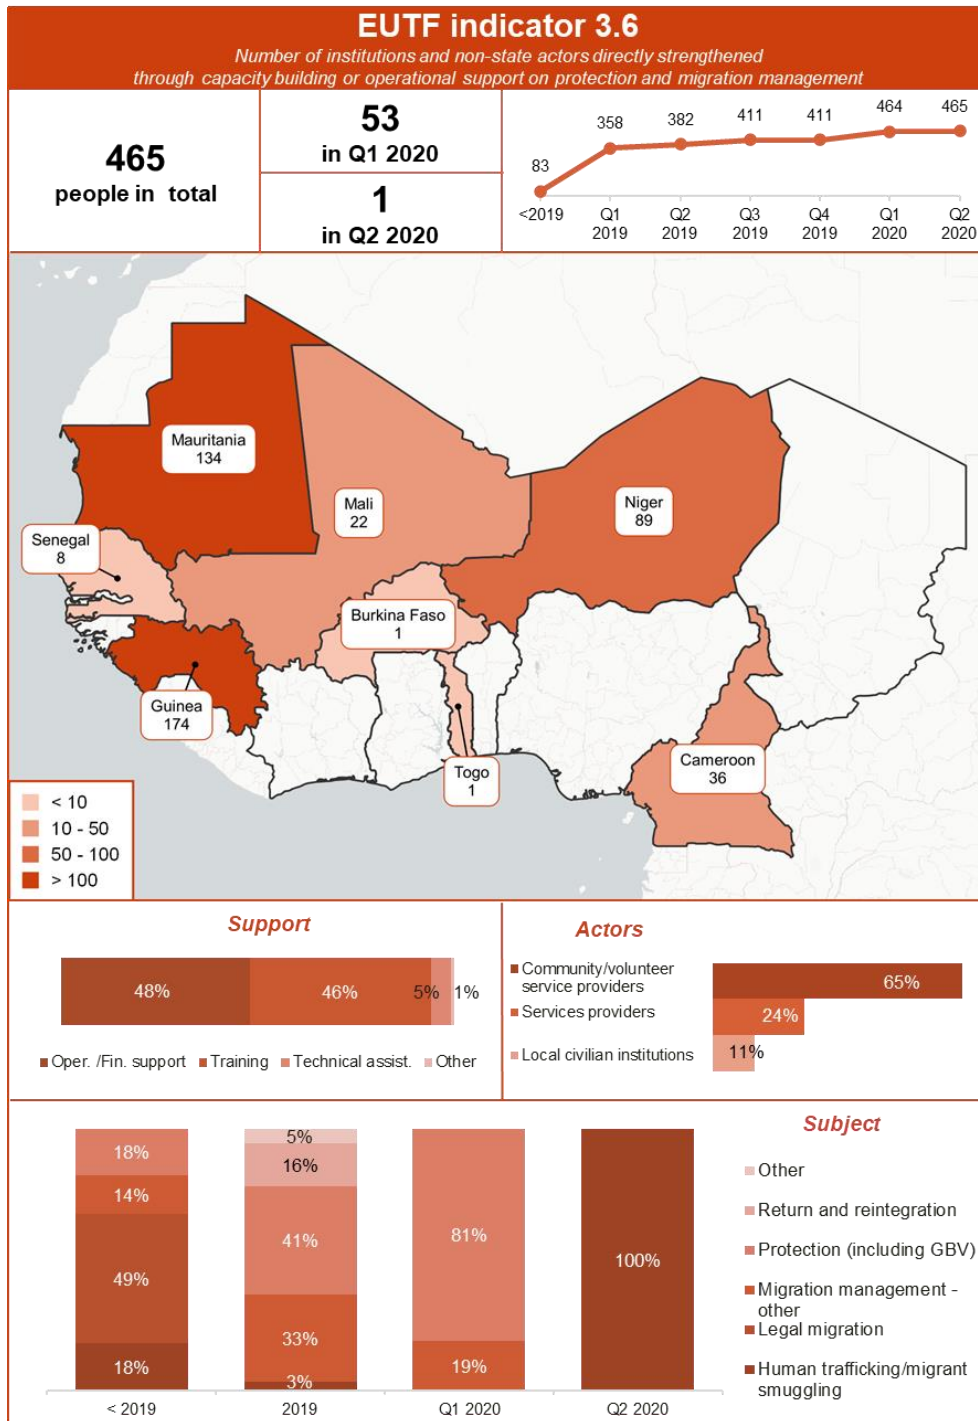 EUTF indicator 3.6
Number of institutions and non-state actors directly strengthened
through capacity building or operational support on protection and migration management
465
people in total
53
in Q1 2020
1
in Q2 2020
83
358
382
411
411
464
465
<2019
Q1
2019
Q2
2019
Q3
2019
Q4
2019
Q1
2020
Q2
2020
Mauritania
134
Mali
22
Niger
89
Senegal
8
Burkina Faso
1
Guinea
174
Togo
1
Cameroon
36
< 10
10 - 50
50 - 100
> 100
Support
48%
46%
5%
1%
Oper. /Fin. support
Training
Technical assist.
Other
Actors
Community/volunteer
service providers
65%
Services providers
24%
Local civilian institutions
11%
18%
14%
49%
18%
< 2019
5%
16%
41%
33%
3%
2019
81%
19%
Q1 2020
100%
Q2 2020
Subject
Other
Return and reintegration
Protection (including GBV)
Migration management -
other
Legal migration
Human trafficking/migrant
smuggling